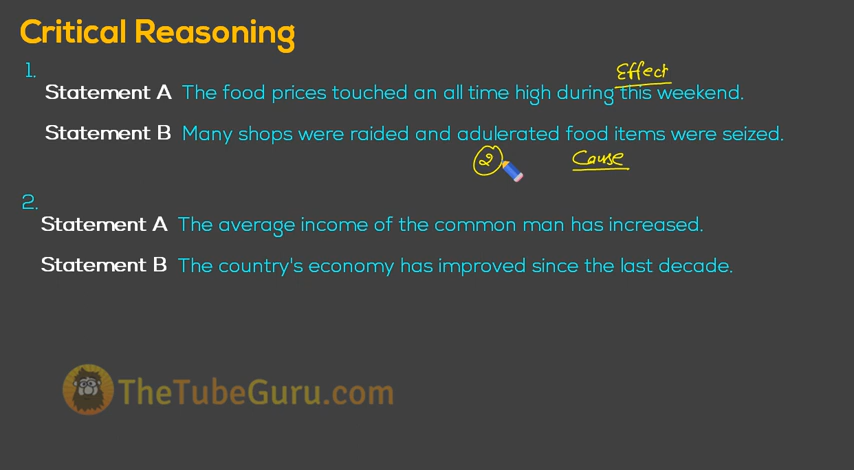 Critical Reasoning
1.
Effect
Statement A The food prices touched an all time high during this weekend.
Statement B Many shops were raided and adulerated food items were seized.
2 Cause
2.
Statement A The average income of the common man has increased.
Statement B The country's economy has improved since the last decade.
TheTubeGuru.com